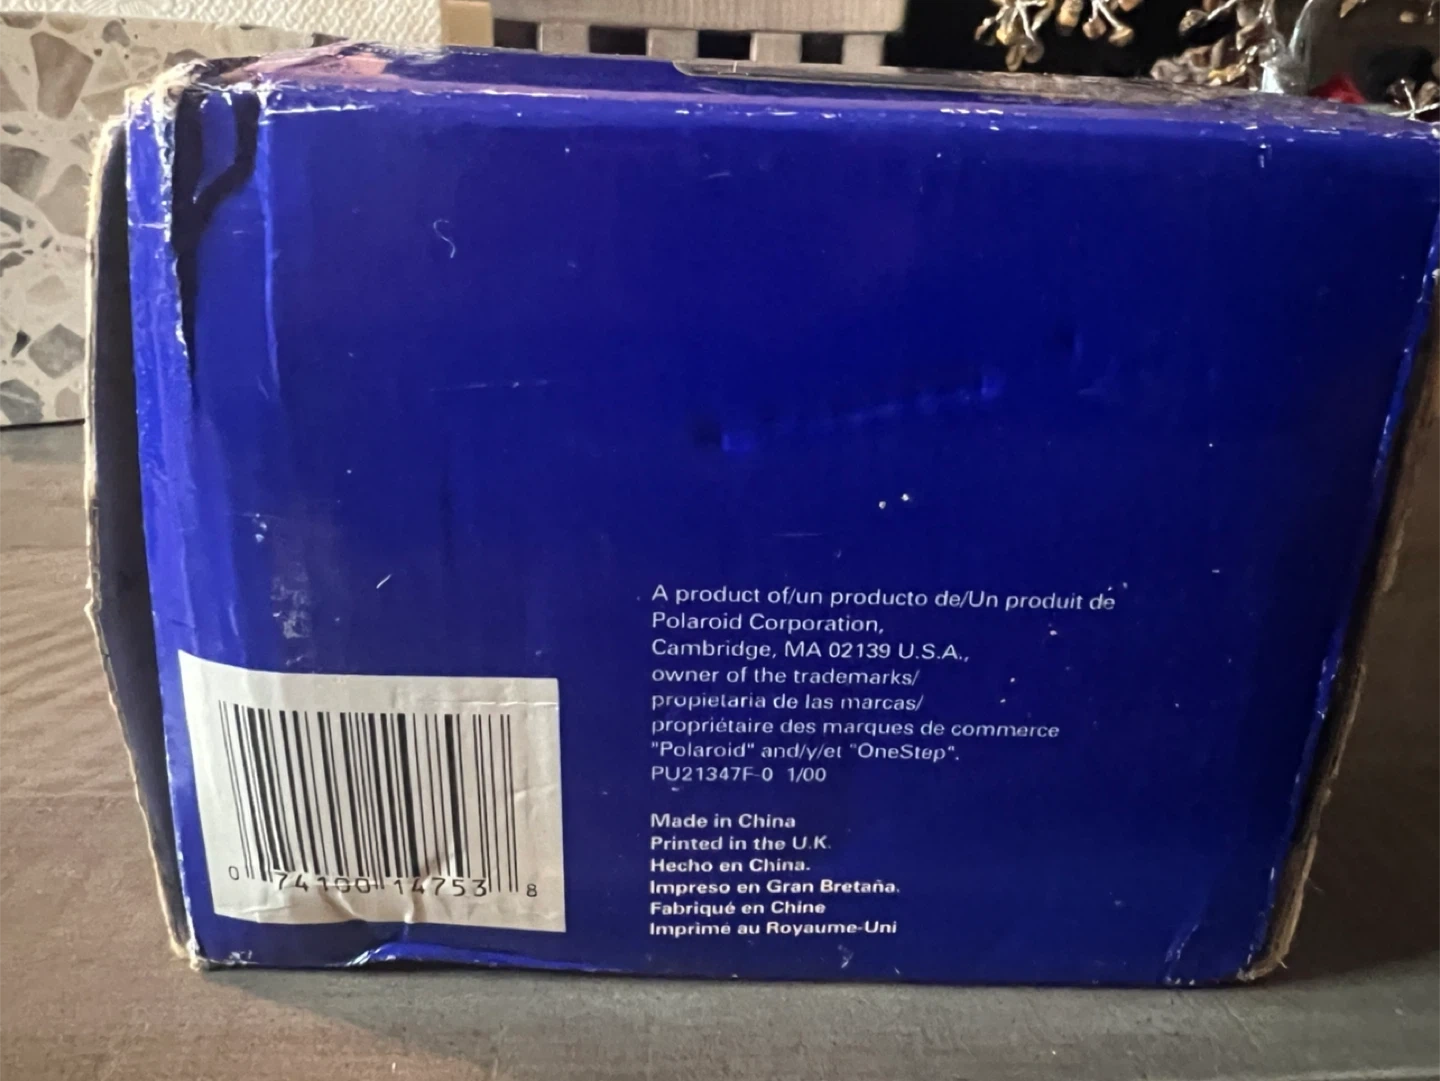 A product of/un producto de/Un produit de
Polaroid Corporation,
Cambridge, MA 02139 U.S.A.,
owner of the trademarks/
propietaria de las marcas/
propriétaire des marques de commerce
"Polaroid" and/y/et "OneStep".
PU21347F-0 1/00
Made in China
Printed in the U.K.
Hecho en China.
Impreso en Gran Bretaña.
Fabriqué en Chine
Imprimé au Royaume-Uni
0 74100 14753 8